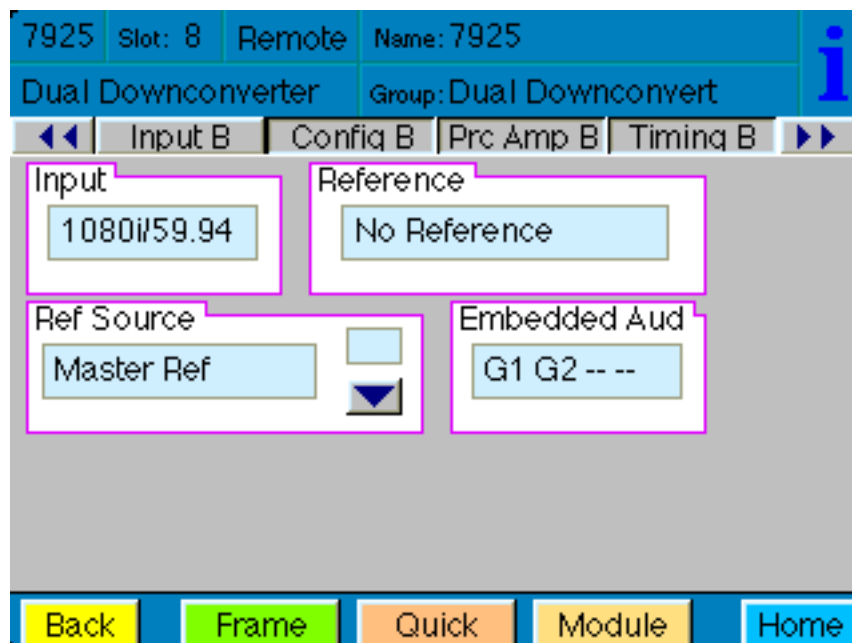 7925 Slot: 8 Remote Name: 7925
Dual Downconverter Group: Dual Downconvert
Input B Config B Prc Amp B Timing B
Input Reference
1080i/59.94 No Reference
Ref Source Embedded Aud
Master Ref G1 G2 -- --
Back Frame Quick Module Home